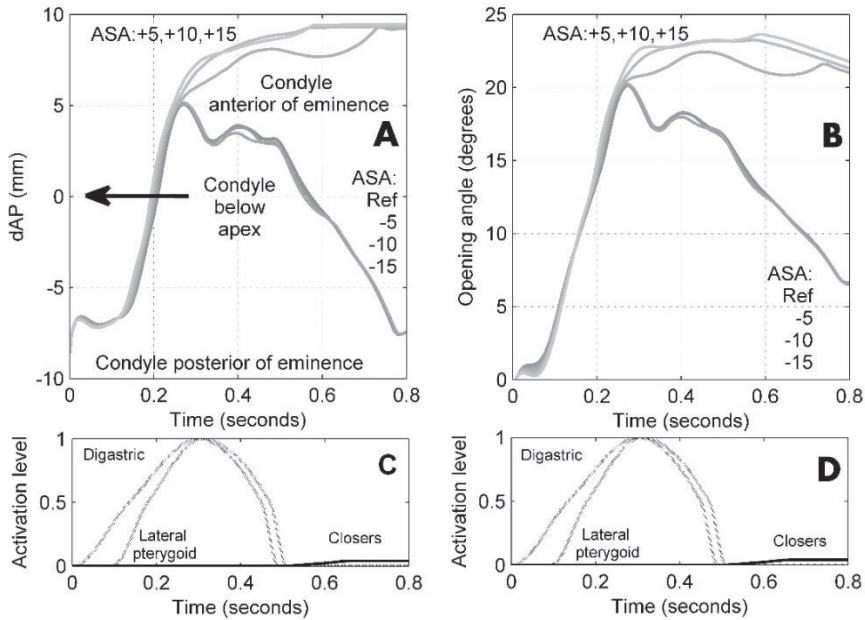 ASA:+5,+10,+15
Condyle
anterior of eminence
A
Condyle
below
apex
ASA:
Ref
-5
-10
-15
Condyle posterior of eminence
dAP (mm)
10
5
0
-5
-10
0
0.2
0.4
0.6
0.8
Time (seconds)
ASA:+5,+10,+15
B
ASA:
Ref
-5
-10
-15
Opening angle (degrees)
25
20
15
10
5
0
0
0.2
0.4
0.6
0.8
Time (seconds)
Digastric
C
Lateral
pterygoid
Closers
Activation level
1
0.5
0
0
0.2
0.4
0.6
0.8
Time (seconds)
Digastric
D
Lateral
pterygoid
Closers
Activation level
1
0.5
0
0
0.2
0.4
0.6
0.8
Time (seconds)